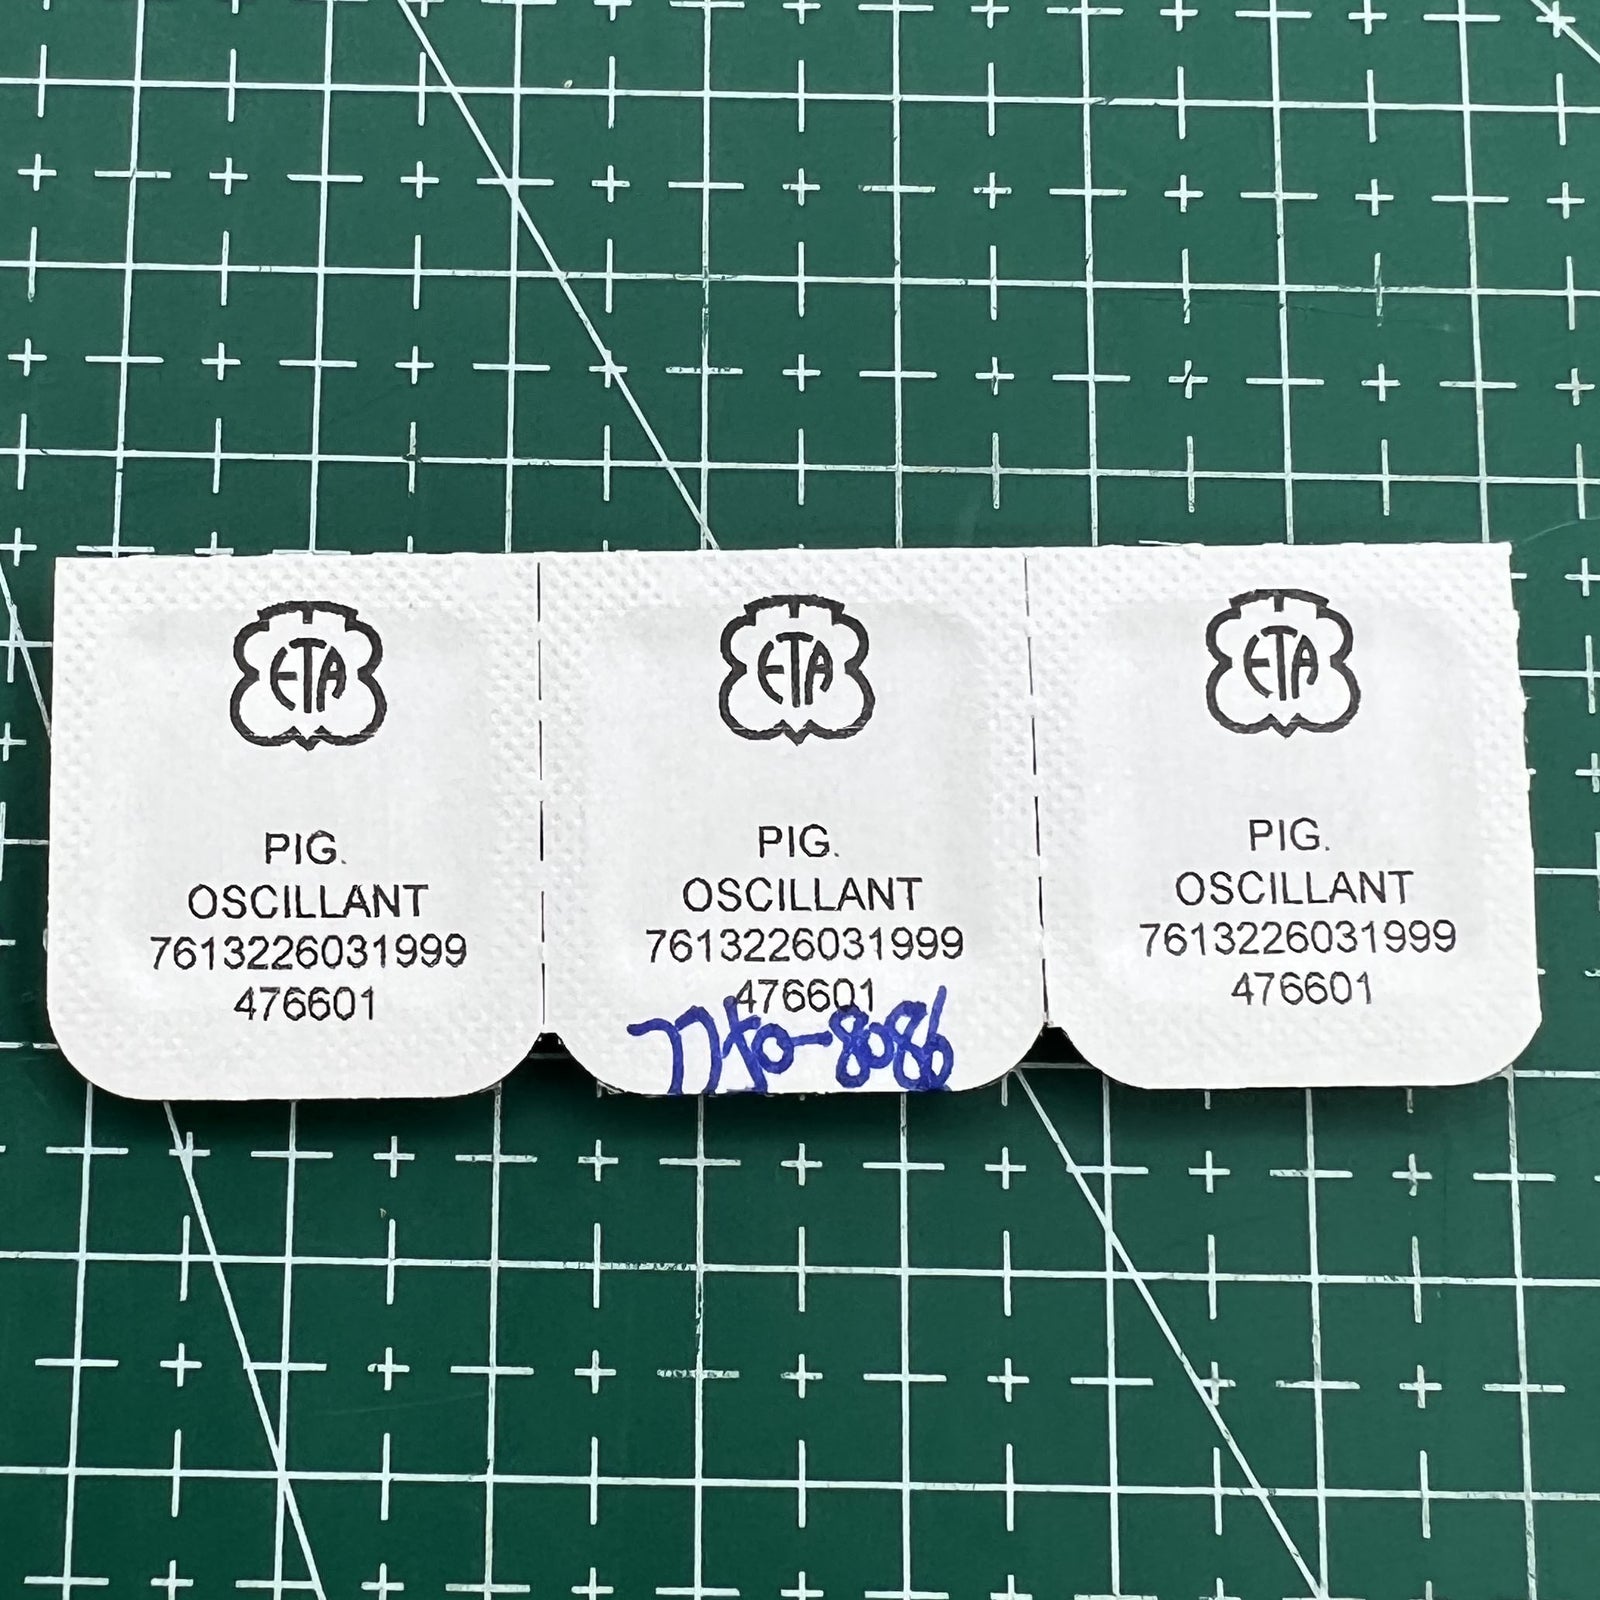 ETA
PIG.
OSCILLANT
7613226031999
476601
ETA
PIG.
OSCILLANT
7613226031999
476601
7750-8086
ETA
PIG.
OSCILLANT
7613226031999
476601